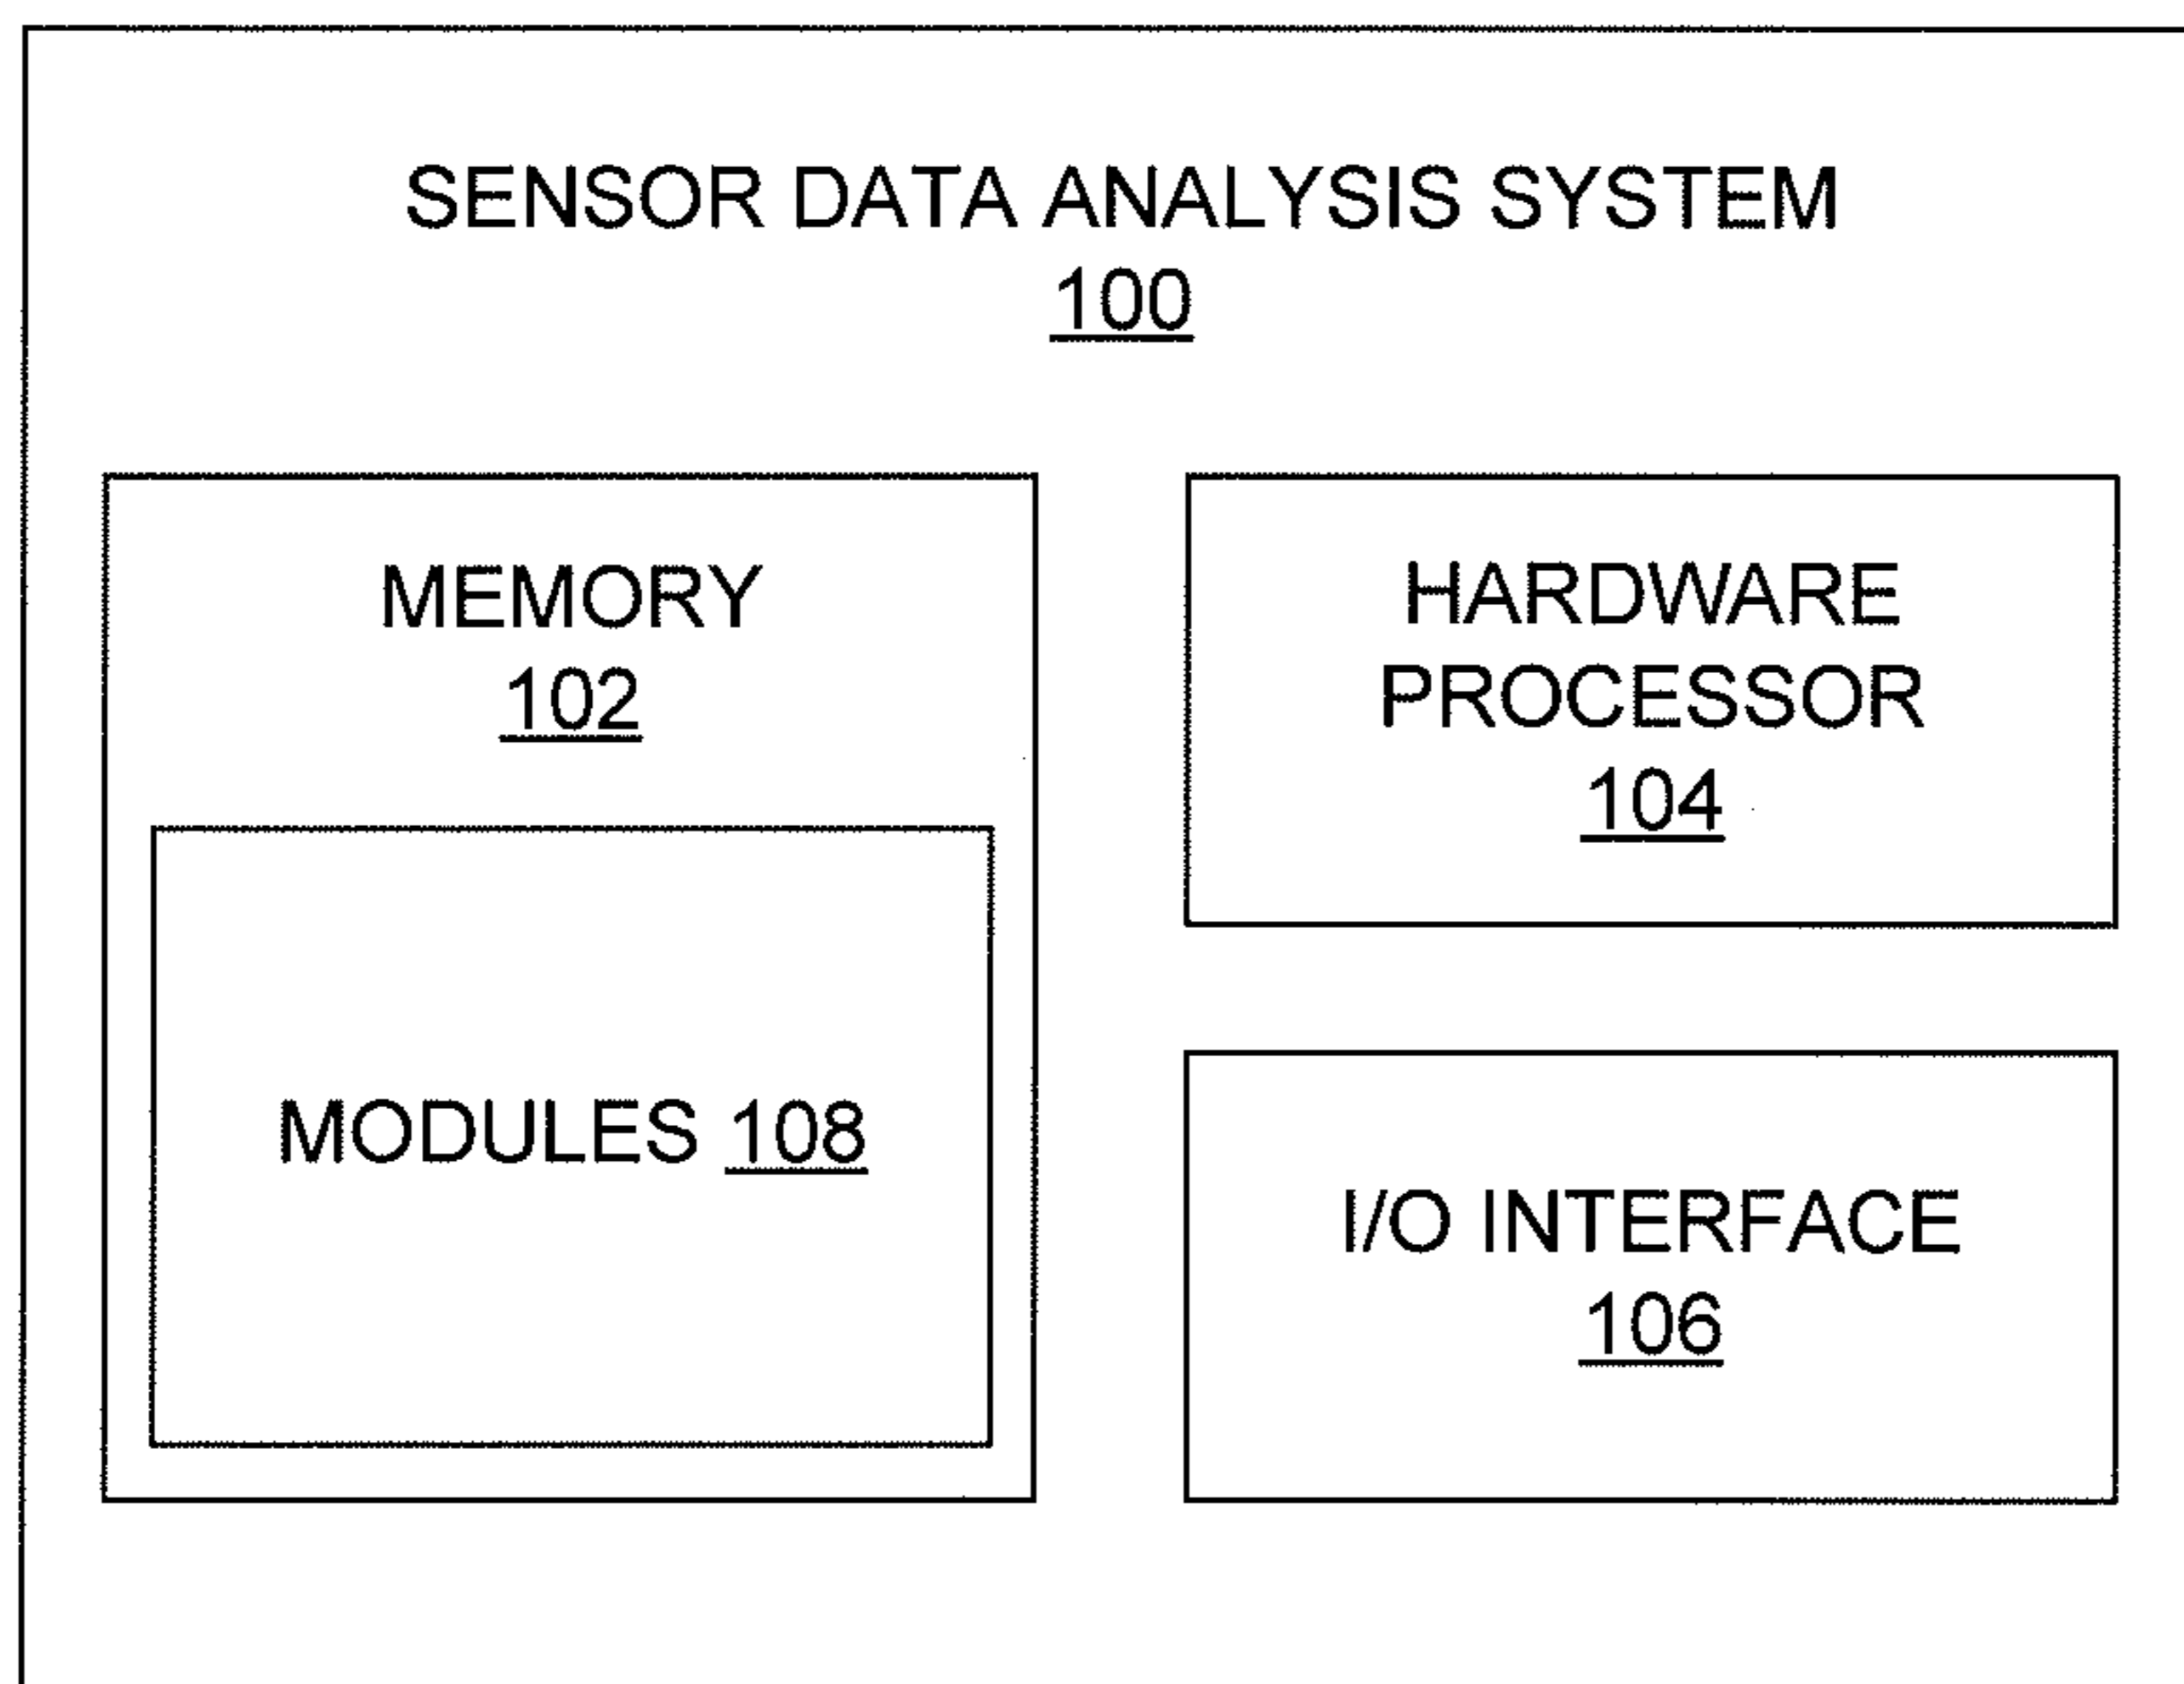 SENSOR DATA ANALYSIS SYSTEM
100
MEMORY
102
MODULES 108
HARDWARE
PROCESSOR
104
I/O INTERFACE
106